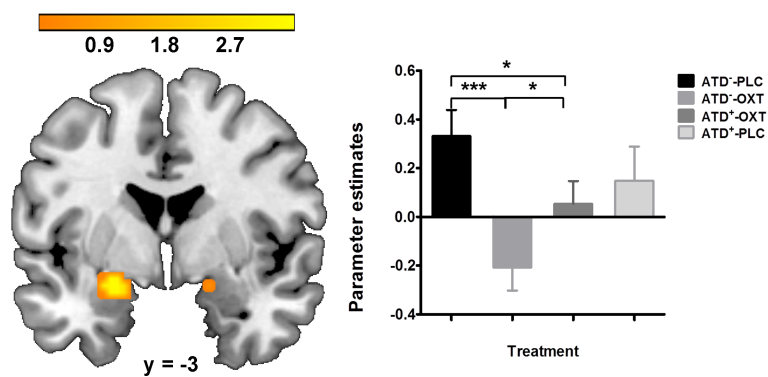 0.9 1.8 2.7
y = -3
Parameter estimates
0.6
0.4
0.2
0.0
-0.2
-0.4
*
*** *
Treatment
ATD⁻-PLC
ATD⁻-OXT
ATD⁺-OXT
ATD⁺-PLC